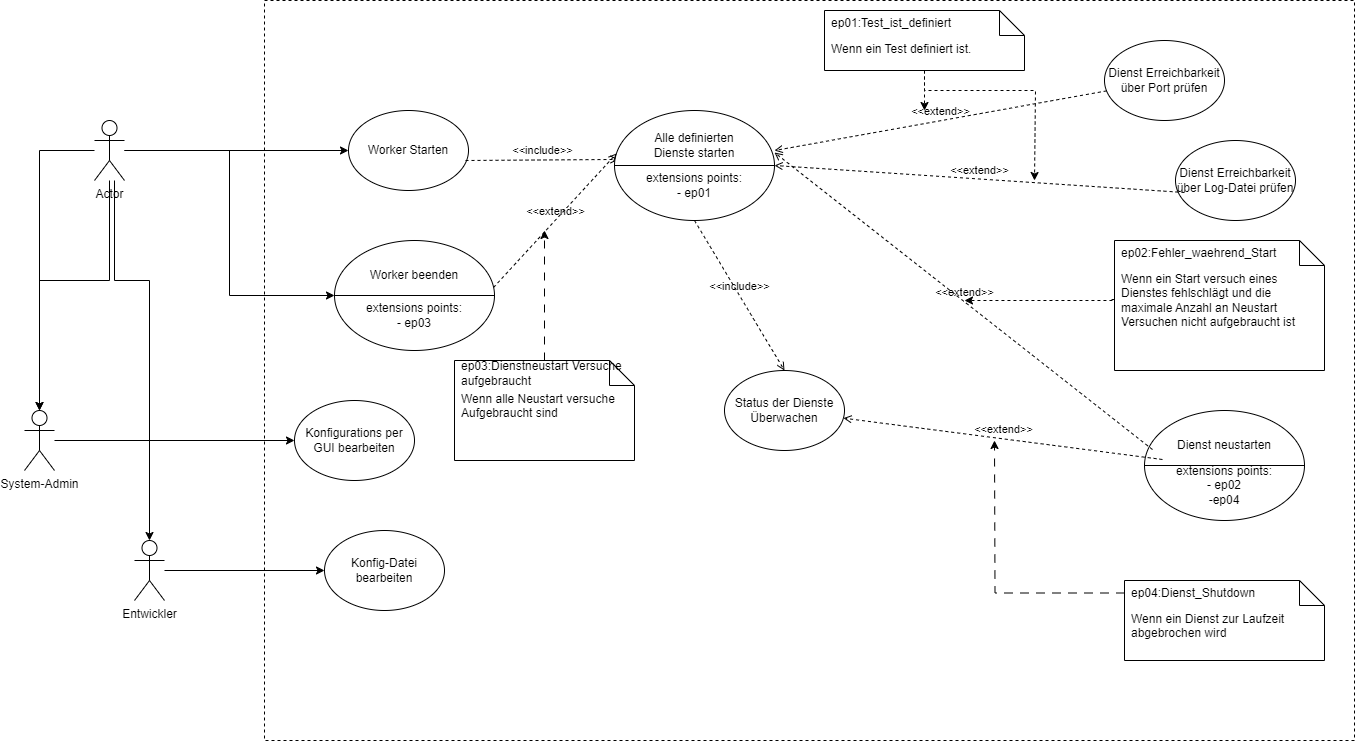 ep01:Test_ist_definiert
Wenn ein Test definiert ist.
Dienst Erreichbarkeit
über Port prüfen
<<extend>>
Actor
Worker Starten
<<include>>
Alle definierten
Dienste starten
extensions points:
- ep01
<<extend>>
Dienst Erreichbarkeit
über Log-Datei prüfen
<<extend>>
Worker beenden
extensions points:
- ep03
<<include>>
<<extend>>
ep02:Fehler_waehrend_Start
Wenn ein Start versuch eines
Dienstes fehlschlägt und die
maximale Anzahl an Neustart
Versuchen nicht aufgebraucht ist
ep03:Dienstneustart Versuche
aufgebraucht
Wenn alle Neustart versuche
Aufgebraucht sind
Status der Dienste
Überwachen
<<extend>>
Dienst neustarten
extensions points:
- ep02
-ep04
System-Admin
Konfigurations per
GUI bearbeiten
Entwickler
Konfig-Datei
bearbeiten
ep04:Dienst_Shutdown
Wenn ein Dienst zur Laufzeit
abgebrochen wird